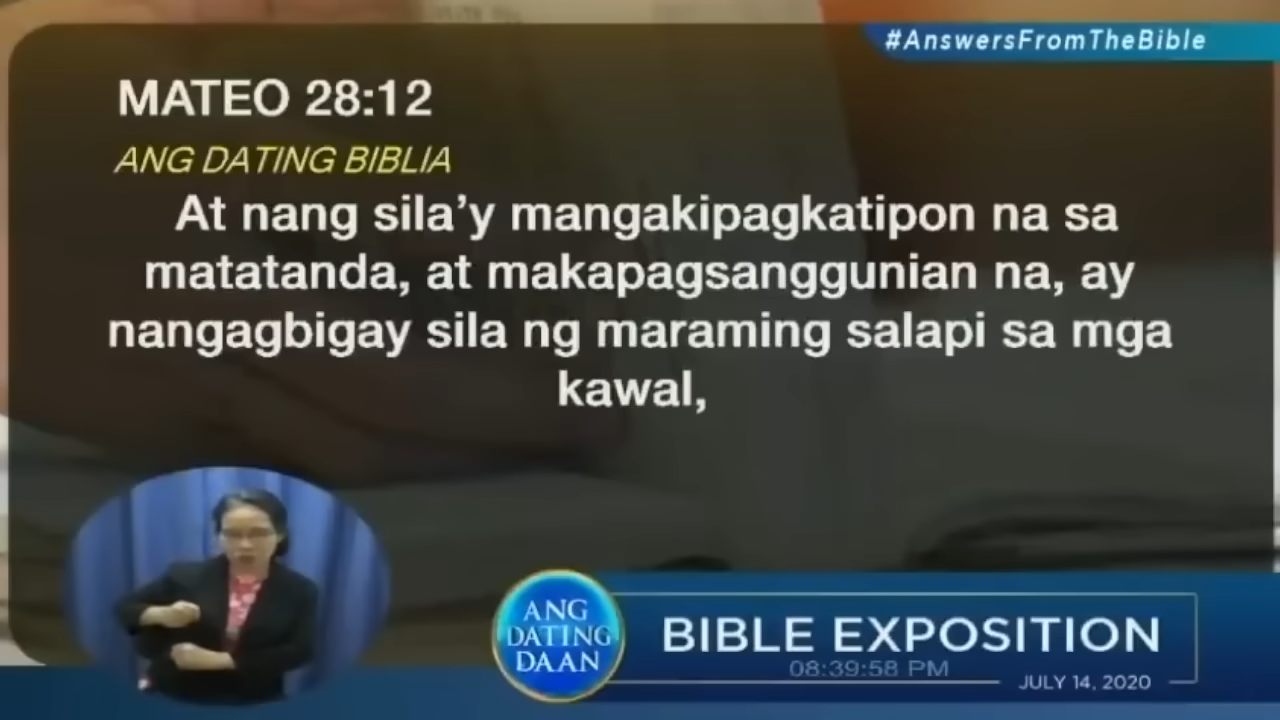 #AnswersFromTheBible
MATEO 28:12
ANG DATING BIBLIA
At nang sila’y mangakipagkatipon na sa
matatanda, at makapagsanggunian na, ay
nangagbigay sila ng maraming salapi sa mga
kawal,
ANG
DATING
DAAN
BIBLE EXPOSITION
08:39:58 PM
JULY 14, 2020